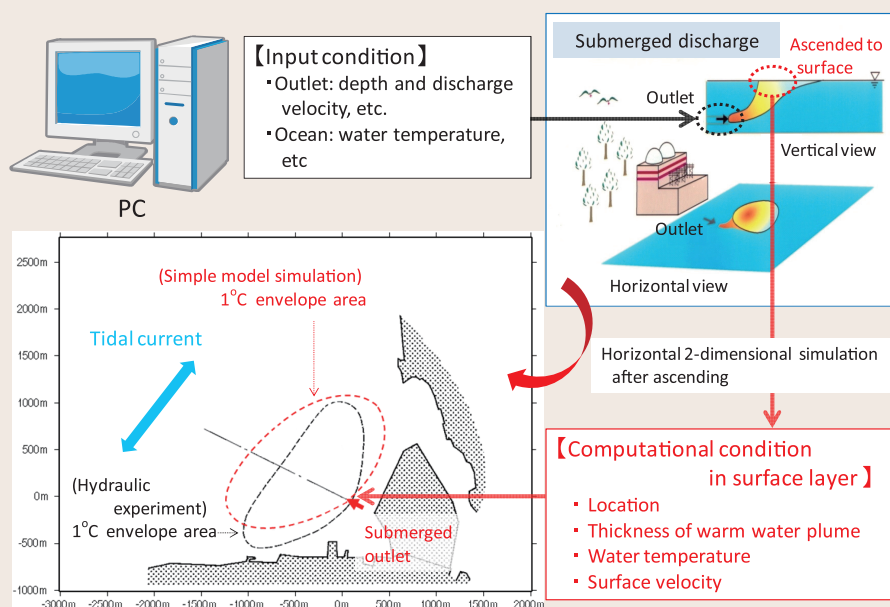 PC
【Input condition】
・Outlet: depth and discharge
velocity, etc.
・Ocean: water temperature,
etc
Submerged discharge
Ascended to
surface
Outlet
Vertical view
Outlet
Horizontal view
Horizontal 2-dimensional simulation
after ascending
【Computational condition
in surface layer】
・ Location
・ Thickness of warm water plume
・ Water temperature
・ Surface velocity
(Simple model simulation)
1°C envelope area
Tidal current
(Hydraulic
experiment)
1°C envelope area
Submerged
outlet
2500m
2000m
1500m
1000m
500m
0m
-500m
-1000m
-3000m -2500m -2000m -1500m -1000m -500m 0m 500m 1000m 1500m 2000m